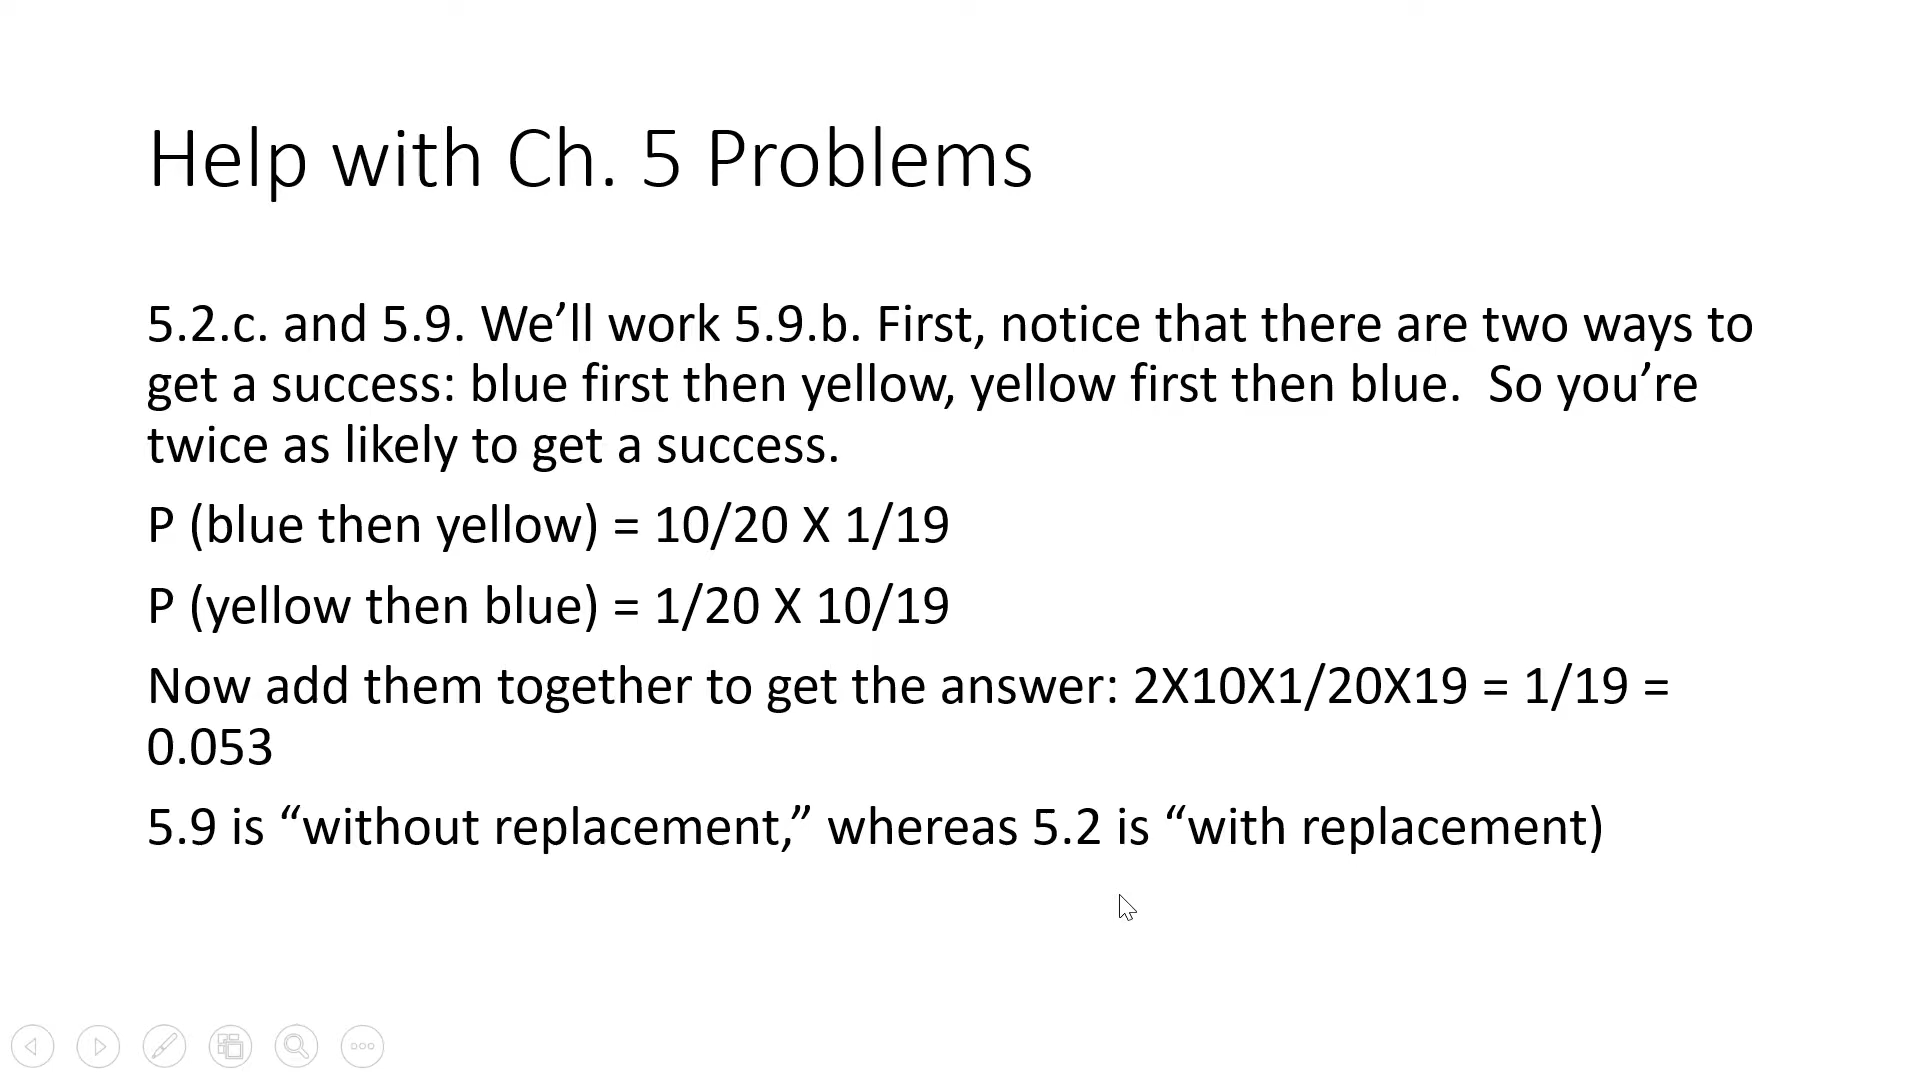 Help with Ch. 5 Problems
5.2.c. and 5.9. We’ll work 5.9.b. First, notice that there are two ways to
get a success: blue first then yellow, yellow first then blue.  So you’re
twice as likely to get a success.
P (blue then yellow) = 10/20 X 1/19
P (yellow then blue) = 1/20 X 10/19
Now add them together to get the answer: 2X10X1/20X19 = 1/19 =
0.053
5.9 is “without replacement,” whereas 5.2 is “with replacement)